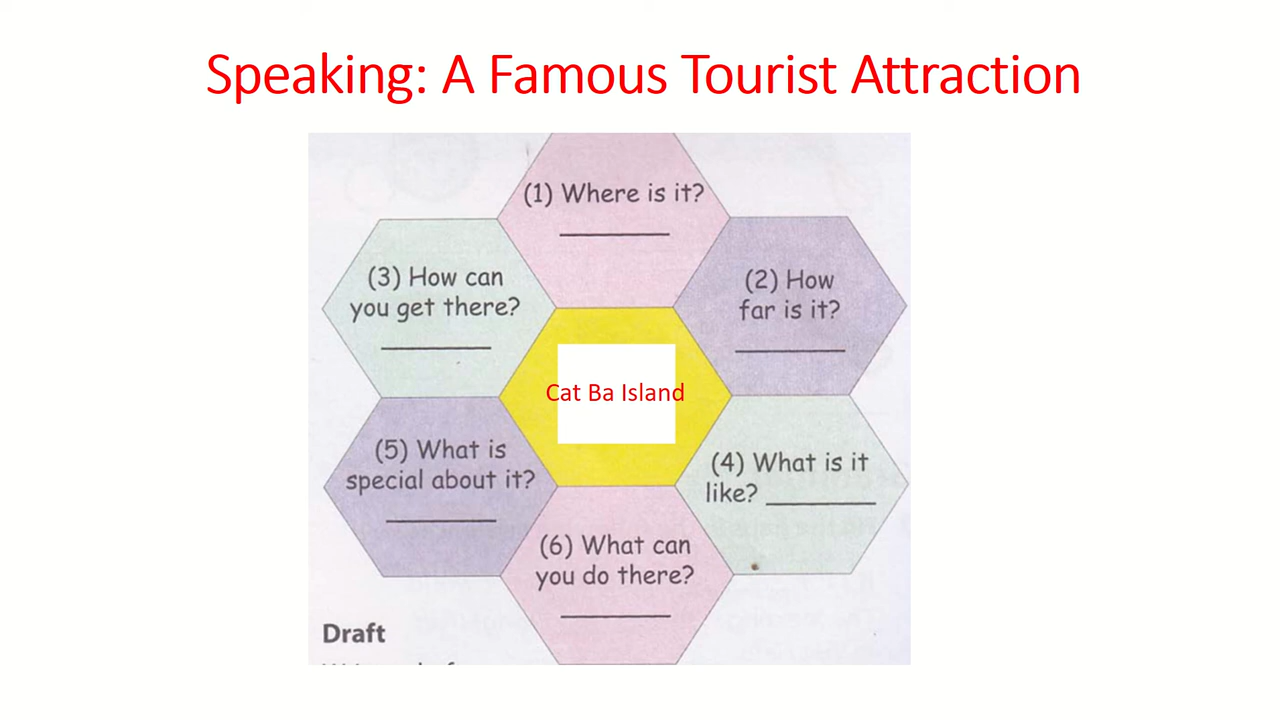 Speaking: A Famous Tourist Attraction
(1) Where is it?
(2) How
far is it?
(3) How can
you get there?
Cat Ba Island
(4) What is it
like?
(5) What is
special about it?
(6) What can
you do there?
Draft